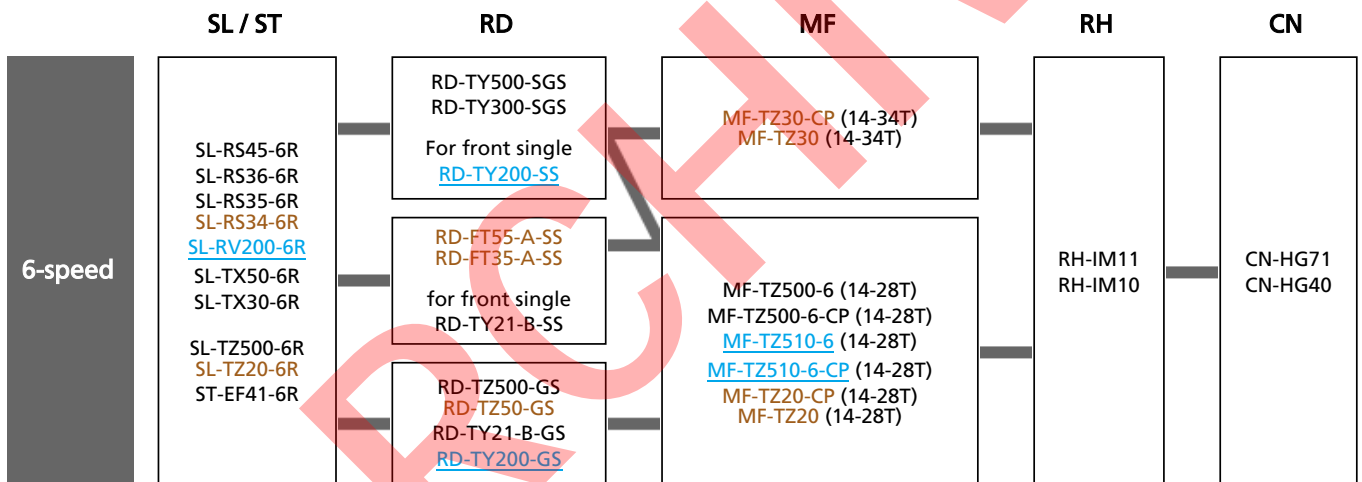 SL / ST
RD
MF
RH
CN
6-speed
SL-RS45-6R
SL-RS36-6R
SL-RS35-6R
SL-RS34-6R
SL-RV200-6R
SL-TX50-6R
SL-TX30-6R
SL-TZ500-6R
SL-TZ20-6R
ST-EF41-6R
RD-TY500-SGS
RD-TY300-SGS
For front single
RD-TY200-SS
RD-FT55-A-SS
RD-FT35-A-SS
for front single
RD-TY21-B-SS
RD-TZ500-GS
RD-TZ50-GS
RD-TY21-B-GS
RD-TY200-GS
MF-TZ30-CP (14-34T)
MF-TZ30 (14-34T)
MF-TZ500-6 (14-28T)
MF-TZ500-6-CP (14-28T)
MF-TZ510-6 (14-28T)
MF-TZ510-6-CP (14-28T)
MF-TZ20-CP (14-28T)
MF-TZ20 (14-28T)
RH-IM11
RH-IM10
CN-HG71
CN-HG40